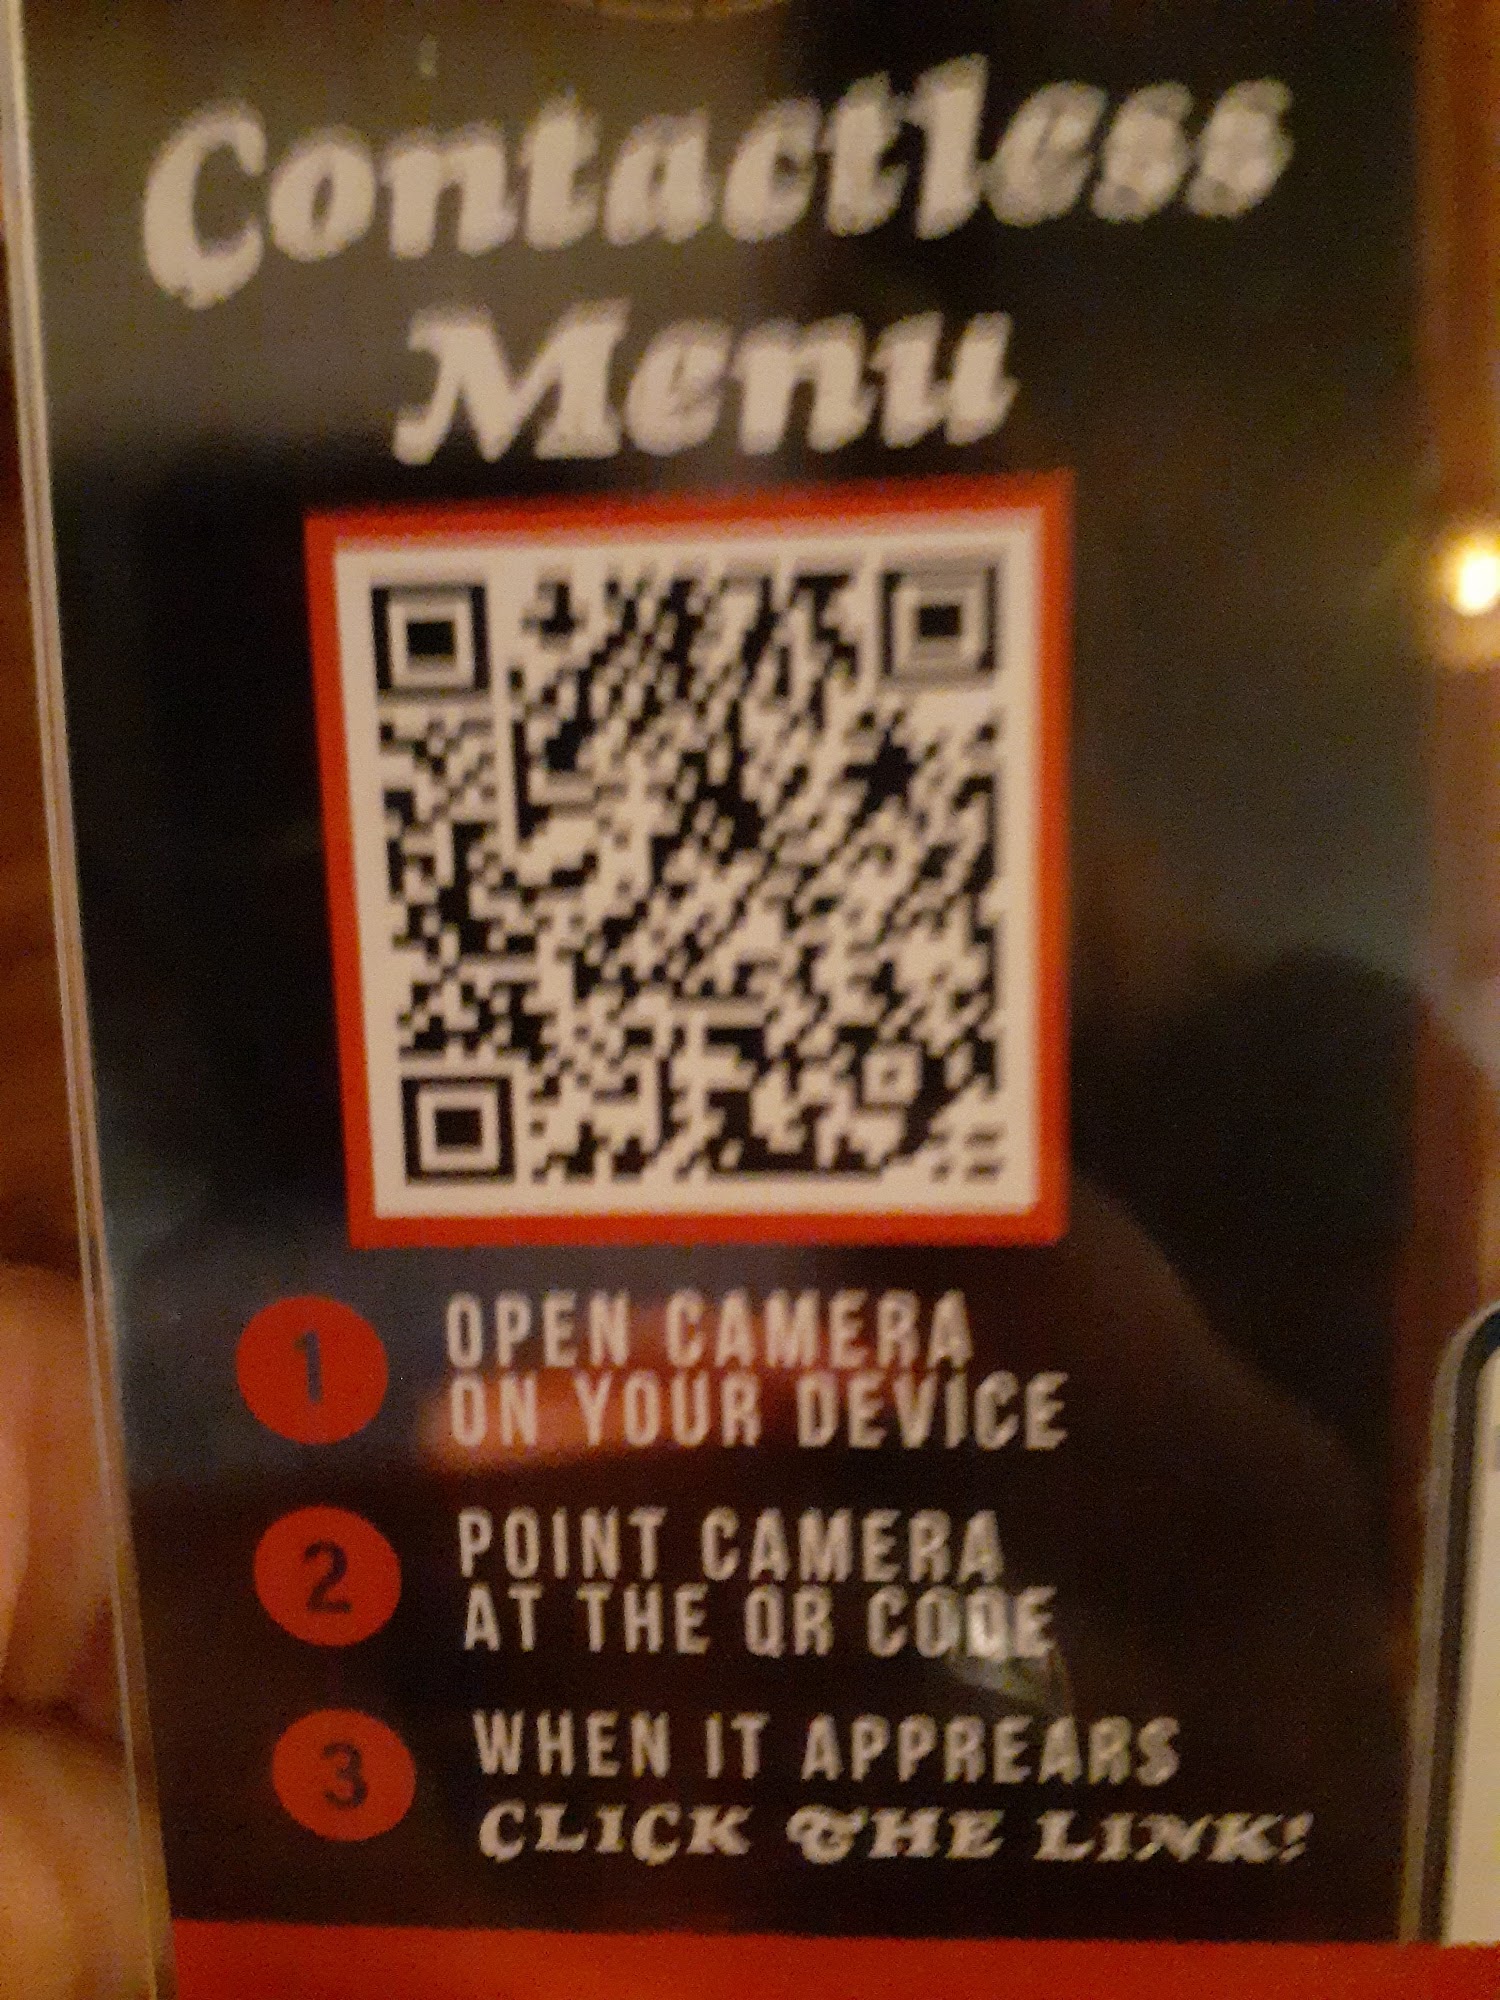 Contactless
Menu
1
OPEN CAMERA
ON YOUR DEVICE
2
POINT CAMERA
AT THE QR CODE
3
WHEN IT APPREARS
CLICK THE LINK!